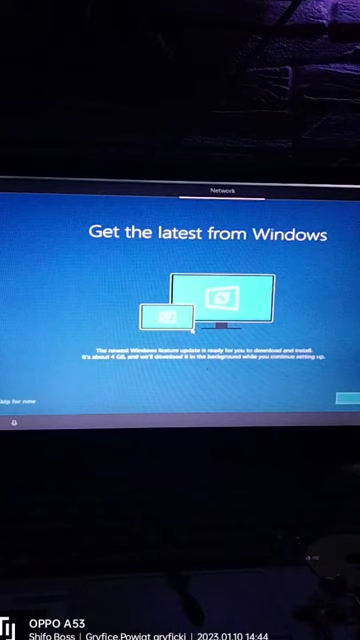 Network
Get the latest from Windows
The newest Windows feature update is ready for you to download and install.
It's about 4 GB, and we'll download it in the background while you continue setting up.
kip for now
OPPO A53
Shifo Boss | Gryfice,Powiat gryficki | 2023.01.10 14:44